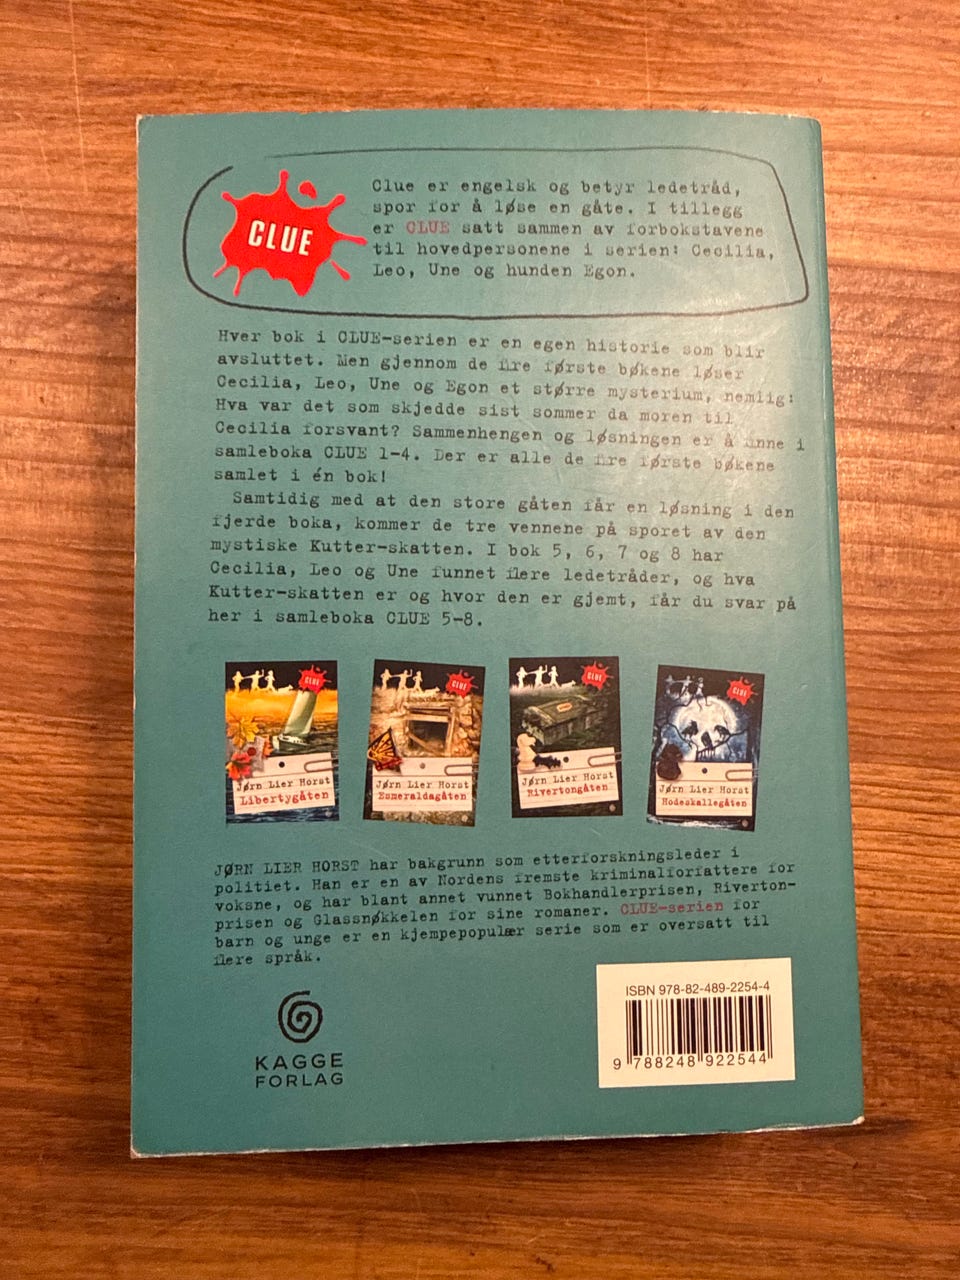 CLUE
Clue er engelsk og betyr ledetråd,
spor for å løse en gåte. I tillegg
er CLUE satt sammen av forbokstavene
til hovedpersonene i serien: Cecilia,
Leo, Une og hunden Egon.
Hver bok i CLUE-serien er en egen historie som blir
avsluttet. Men gjennom de fire første bøkene løser
Cecilia, Leo, Une og Egon et større mysterium, nemlig:
Hva var det som skjedde sist sommer da moren til
Cecilia forsvant? Sammenhengen og løsningen er å finne i
samleboka CLUE 1-4. Der er alle de fire første bøkene
samlet i én bok!
Samtidig med at den store gåten får en løsning i den
fjerde boka, kommer de tre vennene på sporet av den
mystiske Kutter-skatten. I bok 5, 6, 7 og 8 har
Cecilia, Leo og Une funnet flere ledetråder, og hva
Kutter-skatten er og hvor den er gjemt, får du svar på
her i samleboka CLUE 5-8.
CLUE
Jørn Lier Horst
Libertygåten
CLUE
Jørn Lier Horst
Esmeraldagåten
CLUE
Jørn Lier Horst
Rivertongåten
CLUE
Jørn Lier Horst
Hodeskallegåten
JØRN LIER HORST har bakgrunn som etterforskningsleder i
politiet. Han er en av Nordens fremste kriminalforfattere for
voksne, og har blant annet vunnet Bokhandlerprisen, Riverton-
prisen og Glassnøkkelen for sine romaner. CLUE-serien for
barn og unge er en kjempepopulær serie som er oversatt til
flere språk.
KAGGE
FORLAG
ISBN 978-82-489-2254-4
9 788248 922544